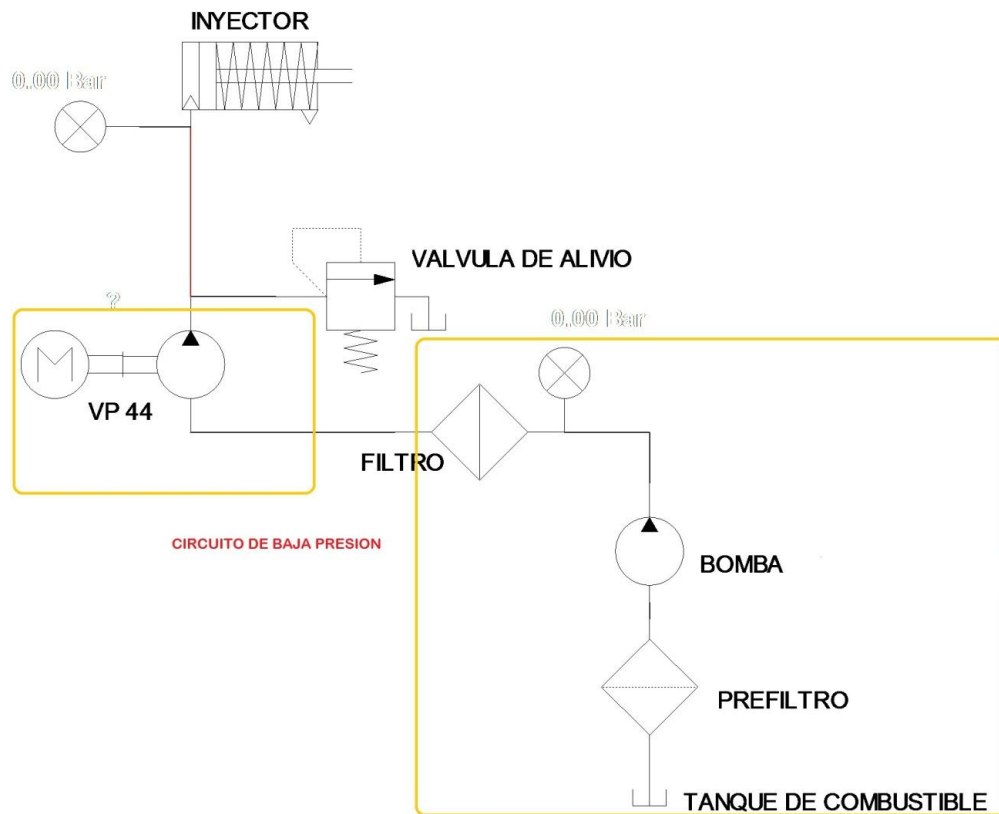 INYECTOR
0.00 Bar
VALVULA DE ALIVIO
?
0.00 Bar
M
VP 44
FILTRO
CIRCUITO DE BAJA PRESION
BOMBA
PREFILTRO
TANQUE DE COMBUSTIBLE